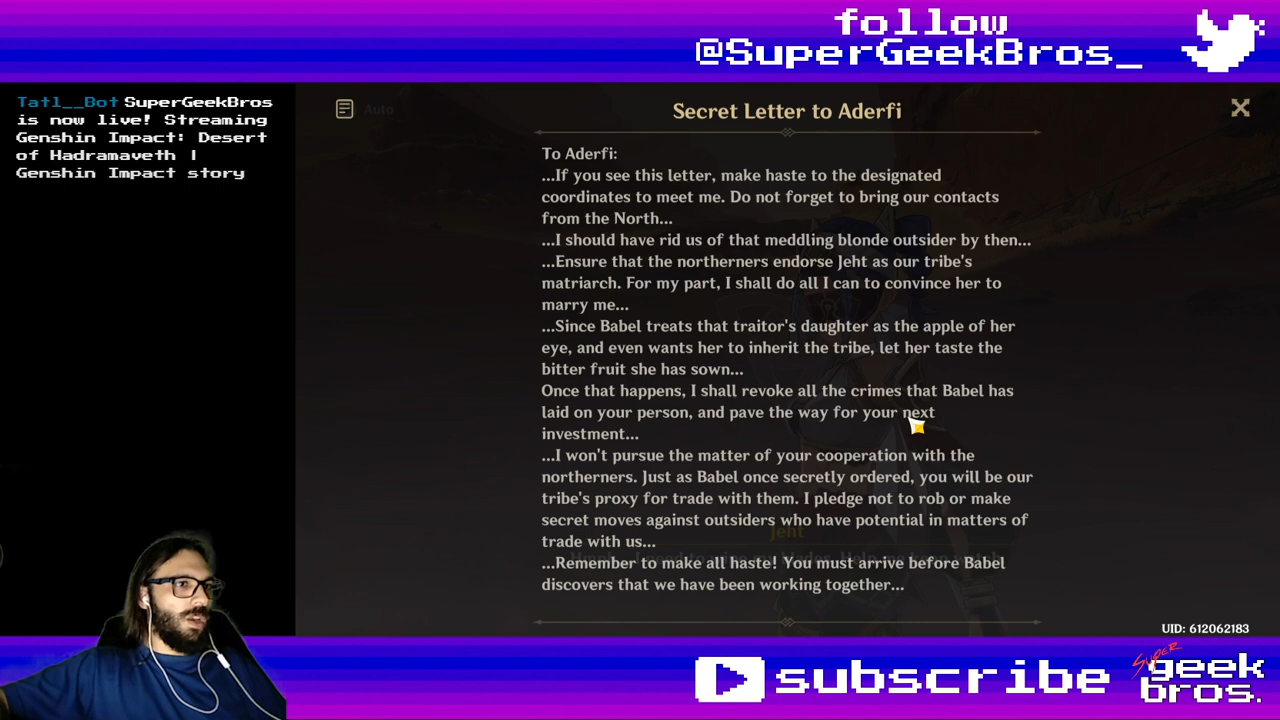 follow
@SuperGeekBros_
Tatl__Bot SuperGeekBros
is now live! Streaming
Genshin Impact: Desert
of Hadramaveth |
Genshin Impact story
Auto
Secret Letter to Aderfi
To Aderfi:
...If you see this letter, make haste to the designated
coordinates to meet me. Do not forget to bring our contacts
from the North...
...I should have rid us of that meddling blonde outsider by then...
...Ensure that the northerners endorse Jeht as our tribe's
matriarch. For my part, I shall do all I can to convince her to
marry me...
...Since Babel treats that traitor's daughter as the apple of her
eye, and even wants her to inherit the tribe, let her taste the
bitter fruit she has sown...
Once that happens, I shall revoke all the crimes that Babel has
laid on your person, and pave the way for your next
investment...
...I won't pursue the matter of your cooperation with the
northerners. Just as Babel once secretly ordered, you will be our
tribe's proxy for trade with them. I pledge not to rob or make
secret moves against outsiders who have potential in matters of
Jeht
trade with us...
...Remember to make all haste! You must arrive before Babel
discovers that we have been working together...
UID: 612062183
subscribe
SUPER
geek
bros.